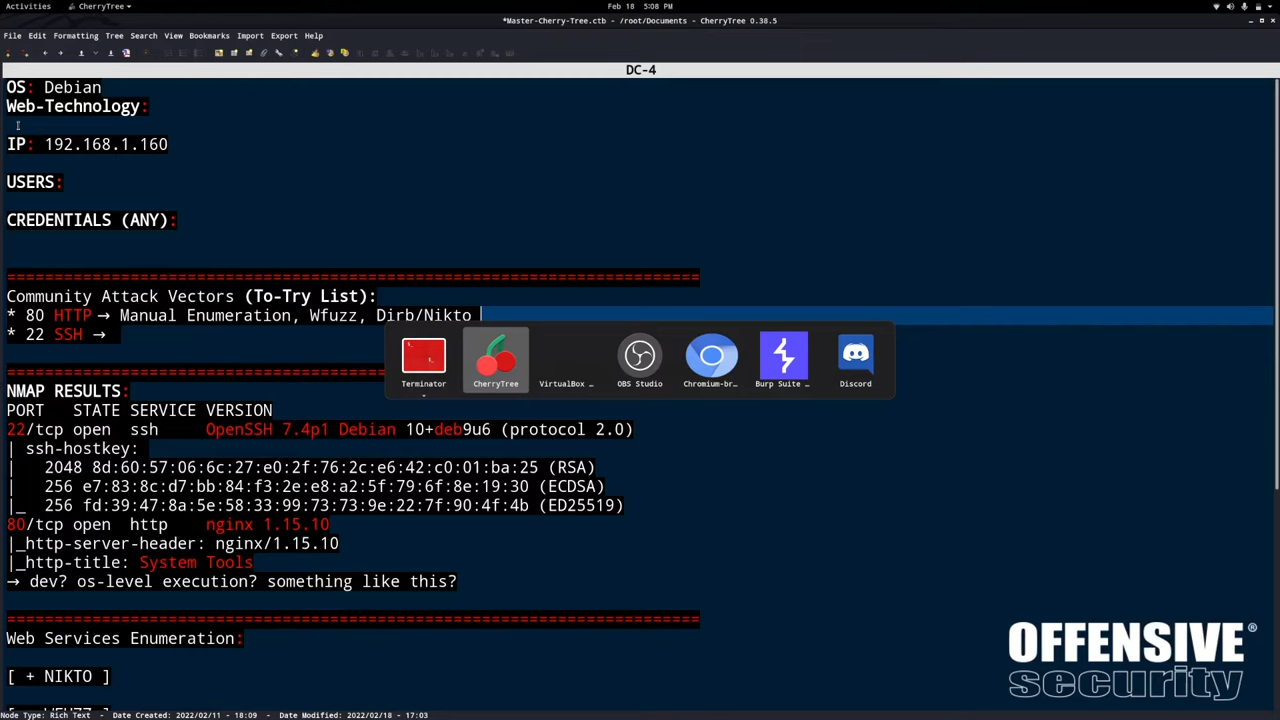 Activities
CherryTree
Feb 18 5:08 PM
*Master-Cherry-Tree.ctb - /root/Documents - CherryTree 0.38.5
File Edit Formatting Tree Search View Bookmarks Import Export Help
DC-4
OS: Debian
Web-Technology:
IP: 192.168.1.160
USERS:
CREDENTIALS (ANY):
==========================================================================
Community Attack Vectors (To-Try List):
* 80 HTTP → Manual Enumeration, Wfuzz, Dirb/Nikto
* 22 SSH →
Terminator
CherryTree
VirtualBox ...
OBS Studio
Chromium-br...
Burp Suite ...
Discord
NMAP RESULTS:
PORT STATE SERVICE VERSION
22/tcp open ssh OpenSSH 7.4p1 Debian 10+deb9u6 (protocol 2.0)
| ssh-hostkey:
| 2048 8d:60:57:06:6c:27:e0:2f:76:2c:e6:42:c0:01:ba:25 (RSA)
| 256 e7:83:8c:d7:bb:84:f3:2e:e8:a2:5f:79:6f:8e:19:30 (ECDSA)
|_ 256 fd:39:47:8a:5e:58:33:99:73:73:9e:22:7f:90:4f:4b (ED25519)
80/tcp open http nginx 1.15.10
|_http-server-header: nginx/1.15.10
|_http-title: System Tools
→ dev? os-level execution? something like this?
==========================================================================
Web Services Enumeration:
[ + NIKTO ]
OFFENSIVE®
security
Node Type: Rich Text - Date Created: 2022/02/11 - 18:09 - Date Modified: 2022/02/18 - 17:03